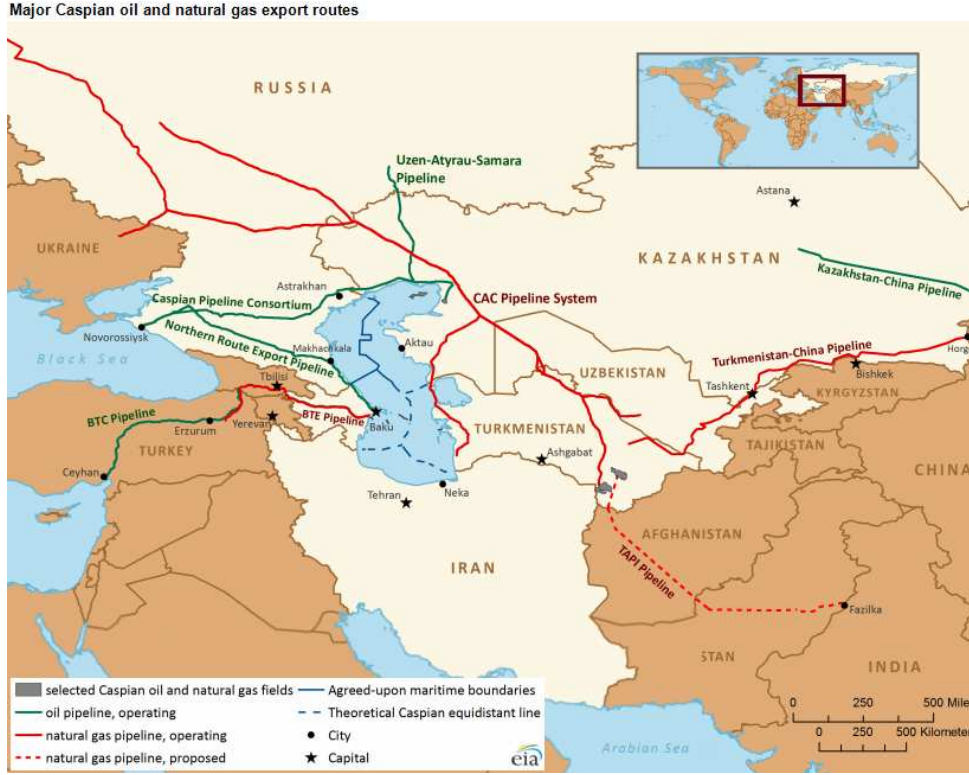 Major Caspian oil and natural gas export routes
RUSSIA
Uzen-Atyrau-Samara
Pipeline
Astana
UKRAINE
KAZAKHSTAN
Kazakhstan-China Pipeline
Astrakhan
Caspian Pipeline Consortium
CAC Pipeline System
Novorossiysk
Northern Route Export Pipeline
Makhachkala
Aktau
Turkmenistan-China Pipeline
Horg
Black Sea
Tbilisi
UZBEKISTAN
Bishkek
Tashkent
KYRGYZSTAN
BTC Pipeline
BTE Pipeline
Baku
Erzurum
Yerevan
TURKMENISTAN
TURKEY
TAJIKISTAN
Ashgabat
CHINA
Ceyhan
Neka
Tehran
AFGHANISTAN
IRAN
TAPI Pipeline
Fazilka
STAN
INDIA
selected Caspian oil and natural gas fields
Agreed-upon maritime boundaries
oil pipeline, operating
Theoretical Caspian equidistant line
natural gas pipeline, operating
City
natural gas pipeline, proposed
Capital
eia
Arabian Sea
0 250 500 Mile
0 250 500 Kilomete